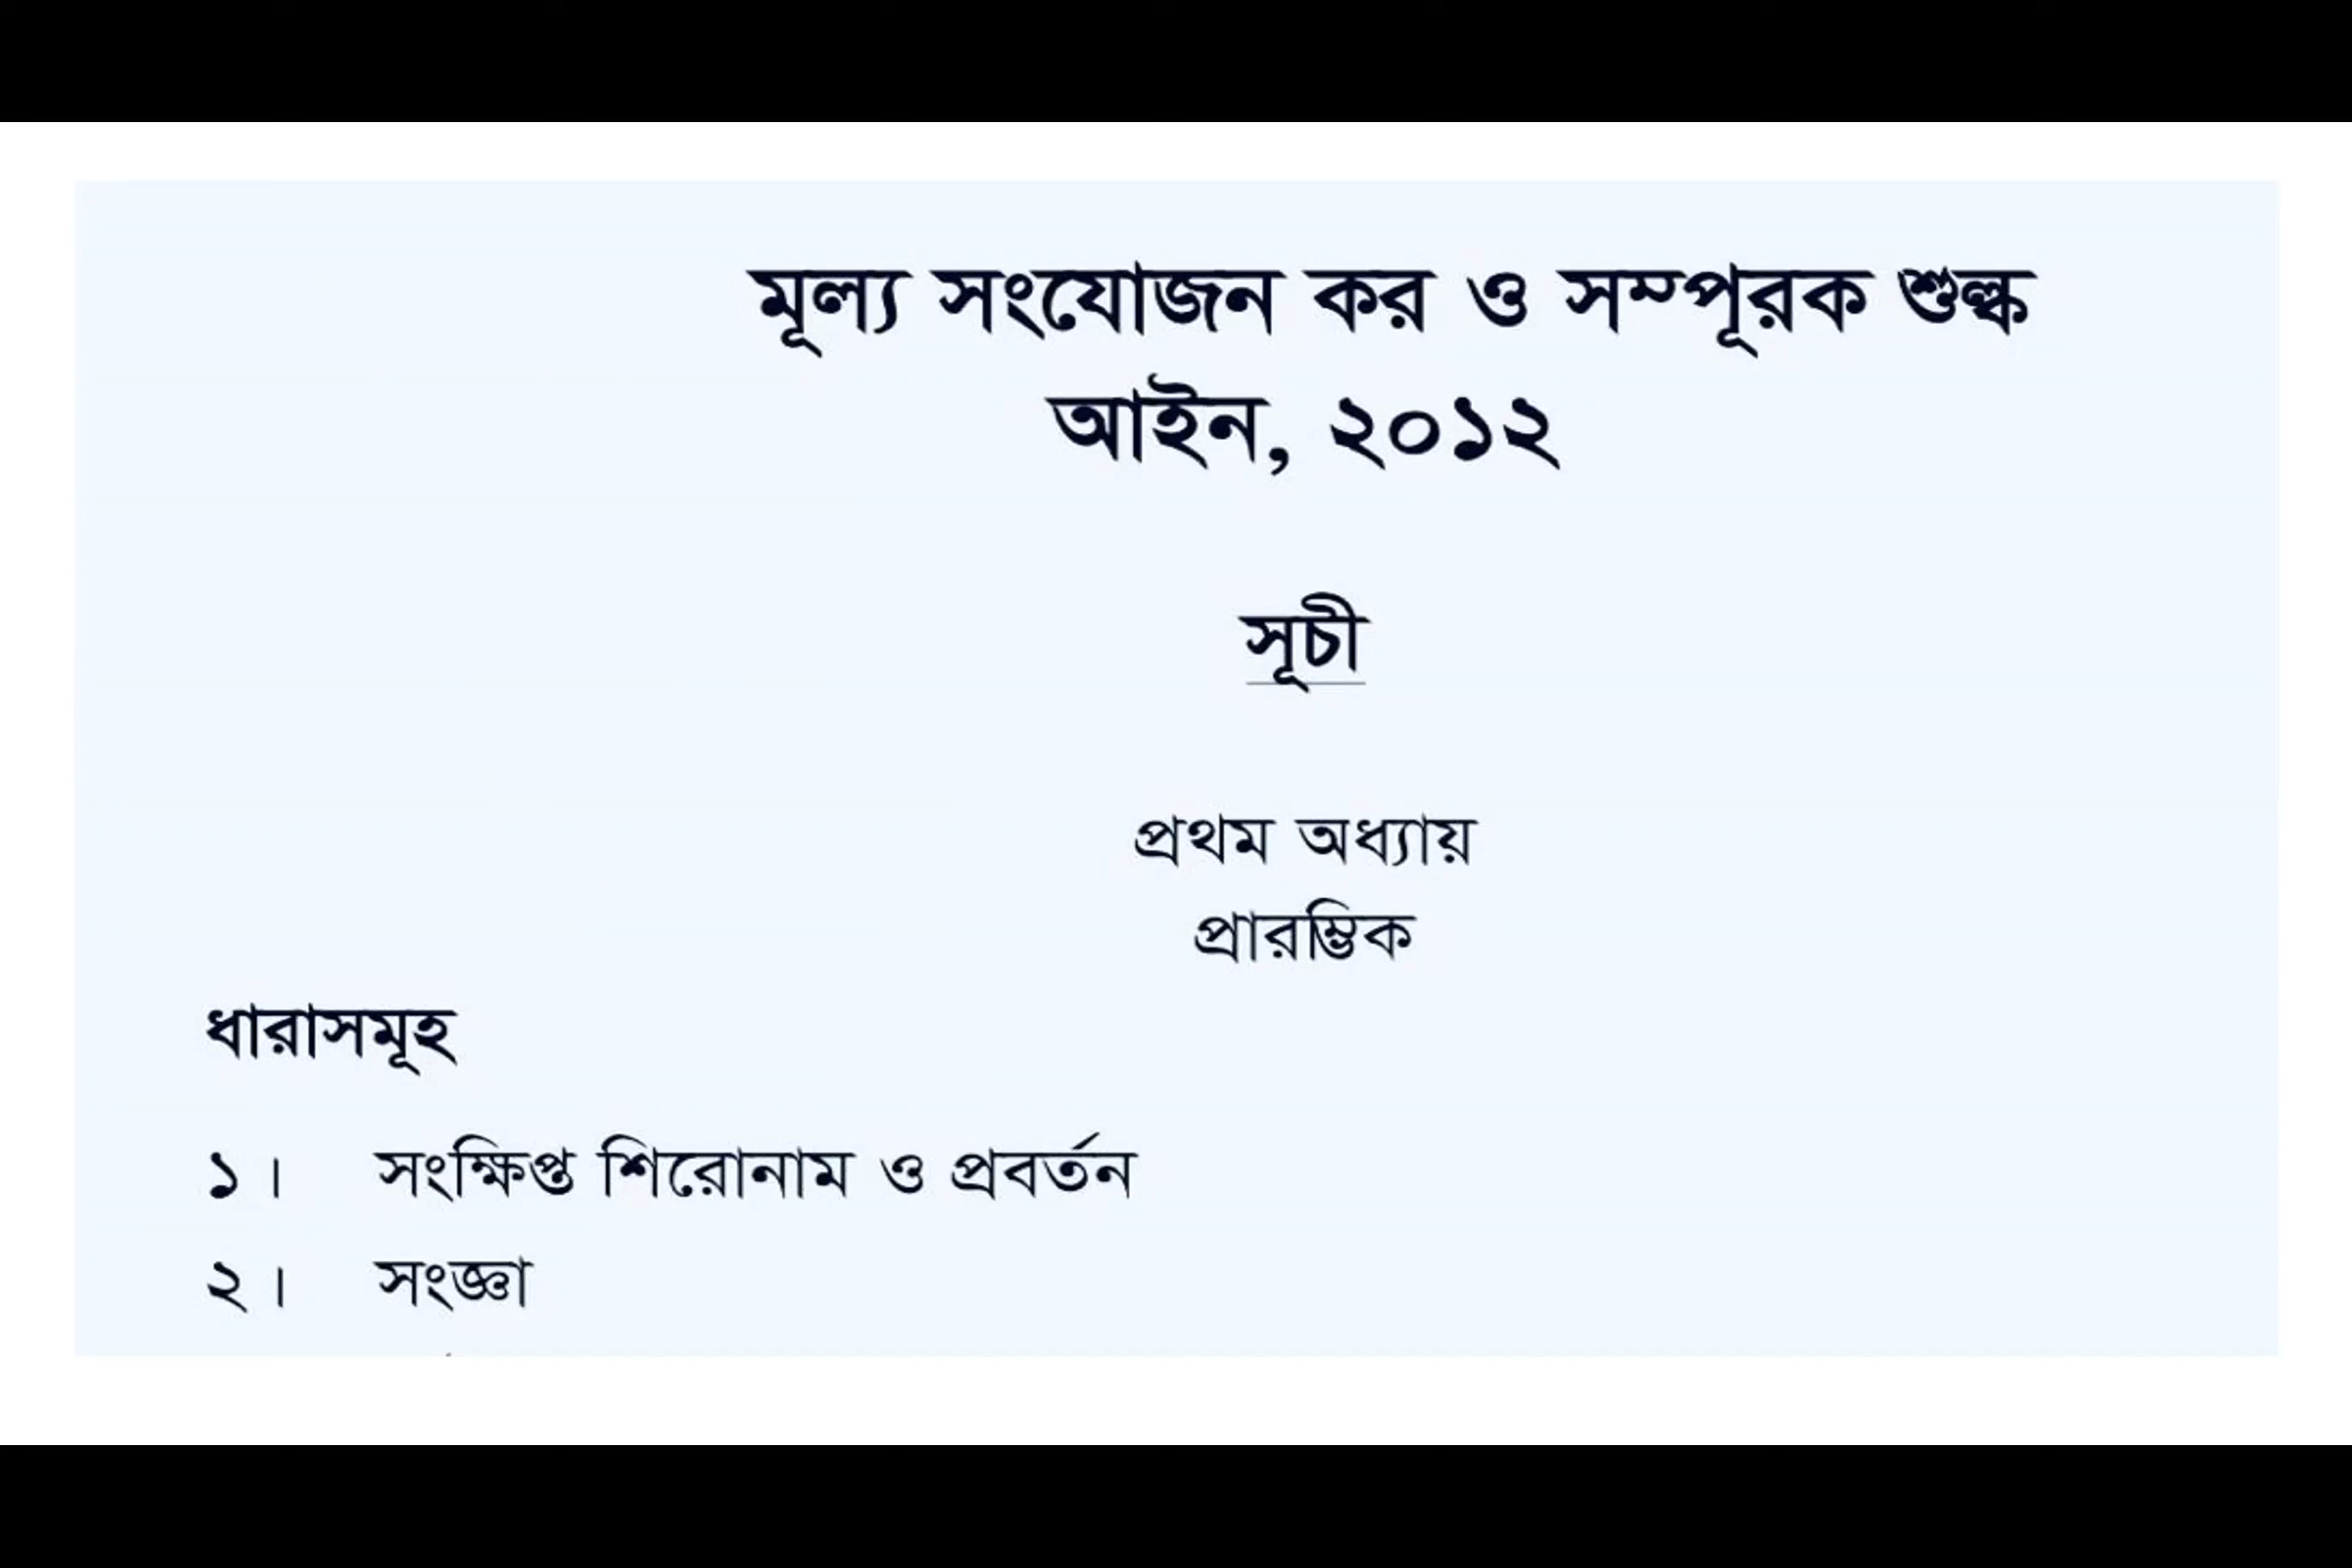 মূল্য সংযোজন কর ও সম্পূরক শুল্ক
আইন, ২০১২
সূচী
প্রথম অধ্যায়
প্রারম্ভিক
ধারাসমূহ
১। সংক্ষিপ্ত শিরোনাম ও প্রবর্তন
২। সংজ্ঞা